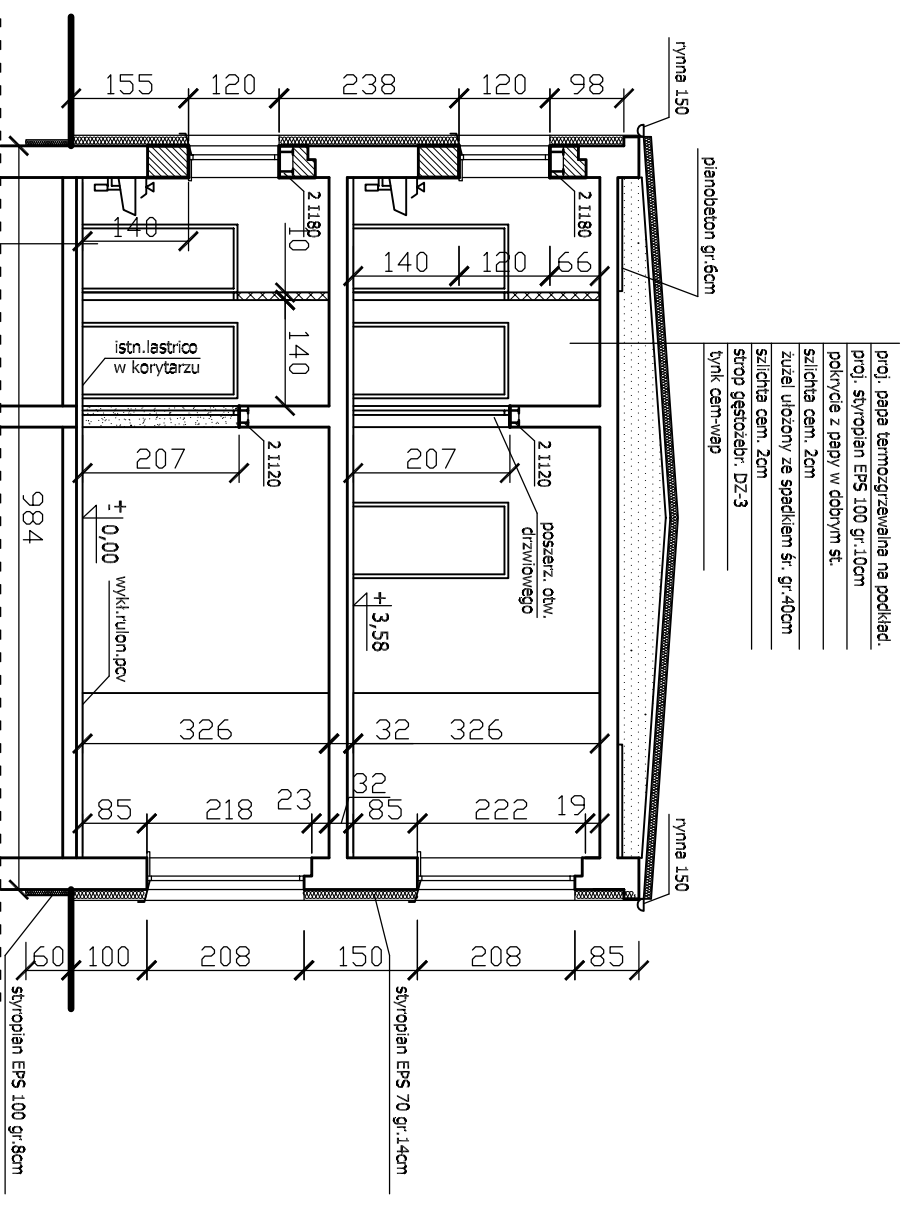 proj. papa termozgrzewalna na podkład.
proj. styropian EPS 100 gr.10cm
pokrycie z papy w dobrym st.
szlichta cem. 2cm
żużel ułożony ze spadkiem śr. gr.40cm
szlichta cem. 2cm
strop gęstożebr. DZ-3
tynk cem-wap
rynna 150
pianobeton gr.6cm
rynna 150
155
120
238
120
98
2 I180
2 I180
140
10
140
120
66
140
istn.lastrico
w korytarzu
2 I120
2 I120
207
207
poszerz. otw.
drzwiowego
984
+
- 0,00
+ 3,58
wykł.rulon.pcv
326
32
326
85
218
23
32
85
222
19
60
100
208
150
208
85
styropian EPS 100 gr.8cm
styropian EPS 70 gr.14cm